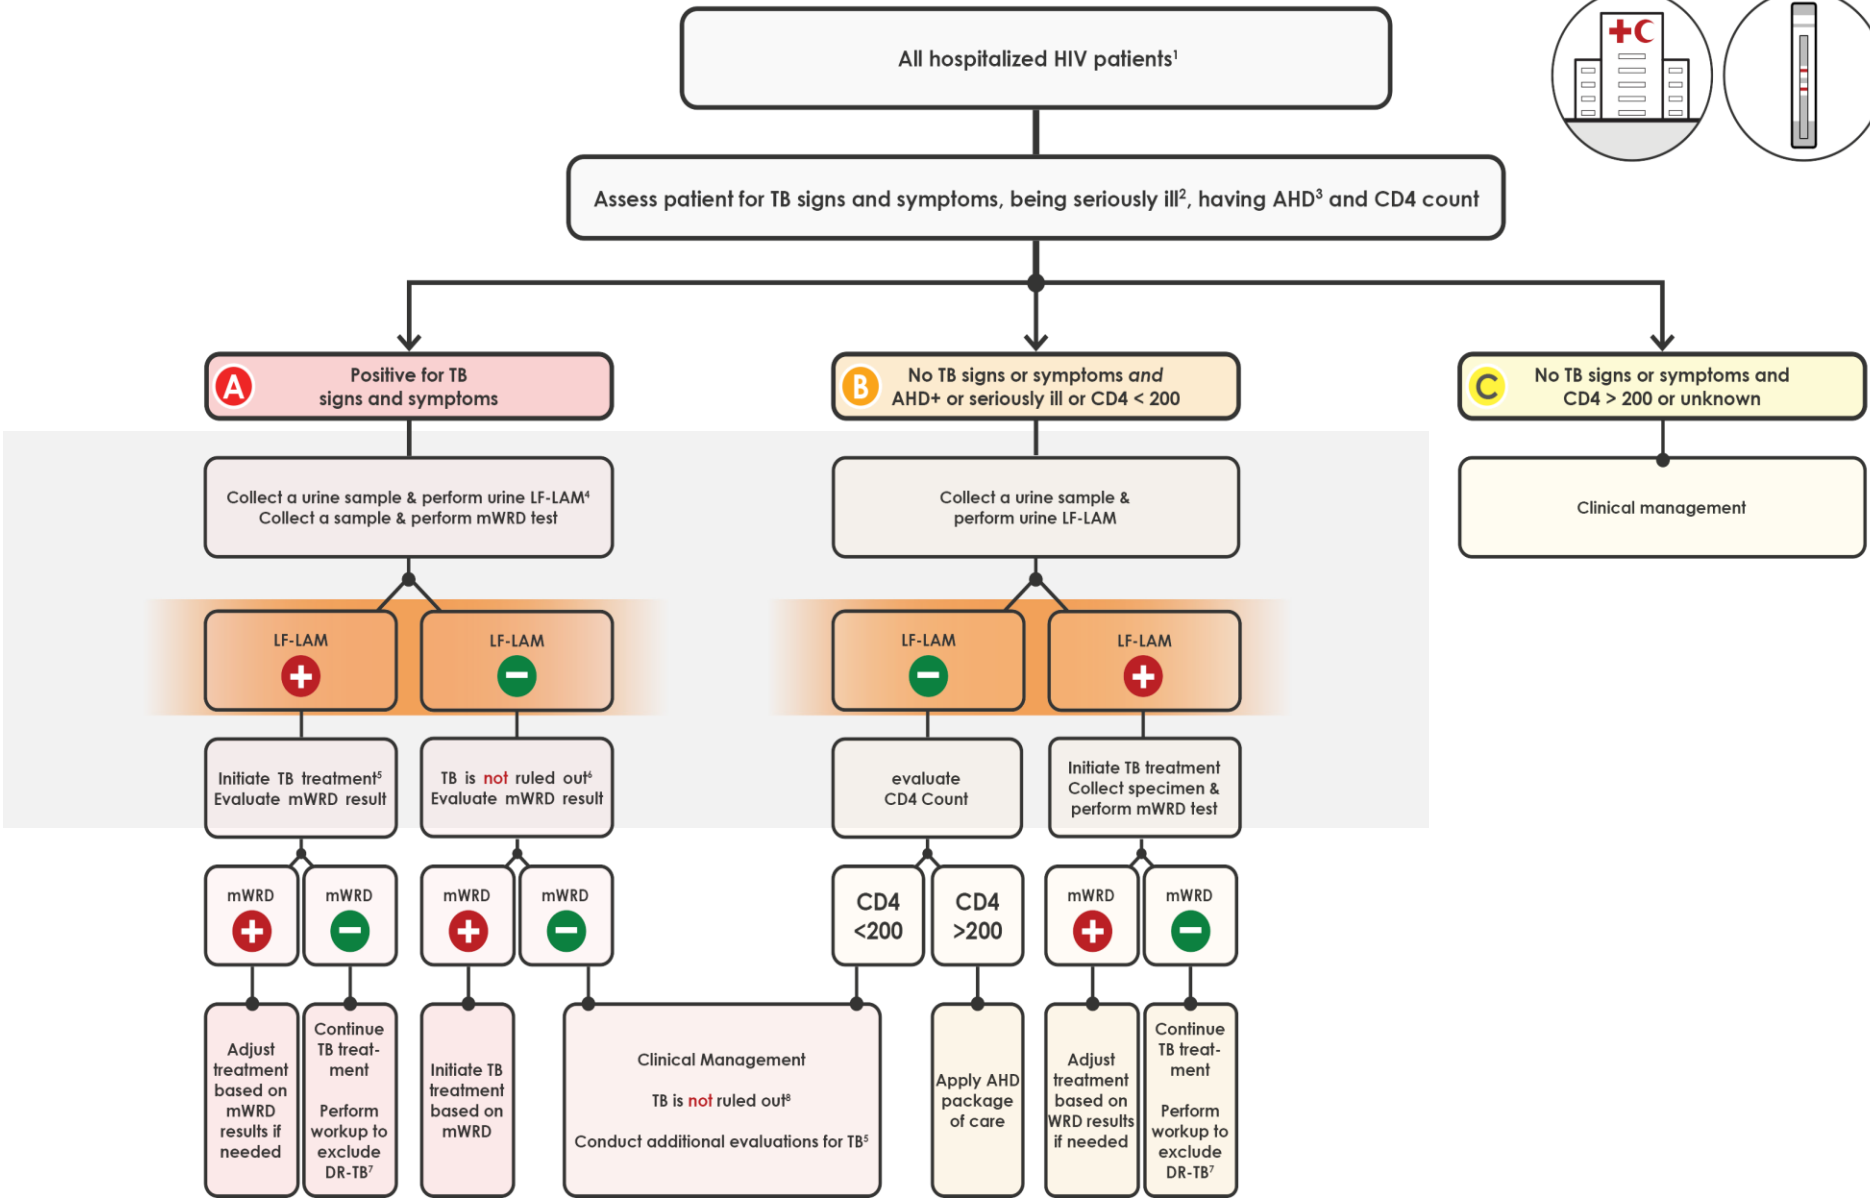 All hospitalized HIV patients¹
Assess patient for TB signs and symptoms, being seriously ill², having AHD³ and CD4 count
A
Positive for TB
signs and symptoms
B
No TB signs or symptoms and
AHD+ or seriously ill or CD4 < 200
C
No TB signs or symptoms and
CD4 > 200 or unknown
Collect a urine sample & perform urine LF-LAM⁴
Collect a sample & perform mWRD test
Collect a urine sample &
perform urine LF-LAM
Clinical management
LF-LAM
LF-LAM
LF-LAM
LF-LAM
Initiate TB treatment⁵
Evaluate mWRD result
TB is not ruled out⁶
Evaluate mWRD result
evaluate
CD4 Count
Initiate TB treatment
Collect specimen &
perform mWRD test
mWRD
mWRD
mWRD
mWRD
CD4
<200
CD4
>200
mWRD
mWRD
Adjust
treatment
based on
mWRD
results if
needed
Continue
TB treat-
ment
Perform
workup to
exclude
DR-TB⁷
Initiate TB
treatment
based on
mWRD
Clinical Management
TB is not ruled out⁸
Conduct additional evaluations for TB⁵
Apply AHD
package
of care
Adjust
treatment
based on
WRD results
if needed
Continue
TB treat-
ment
Perform
workup to
exclude
DR-TB⁷